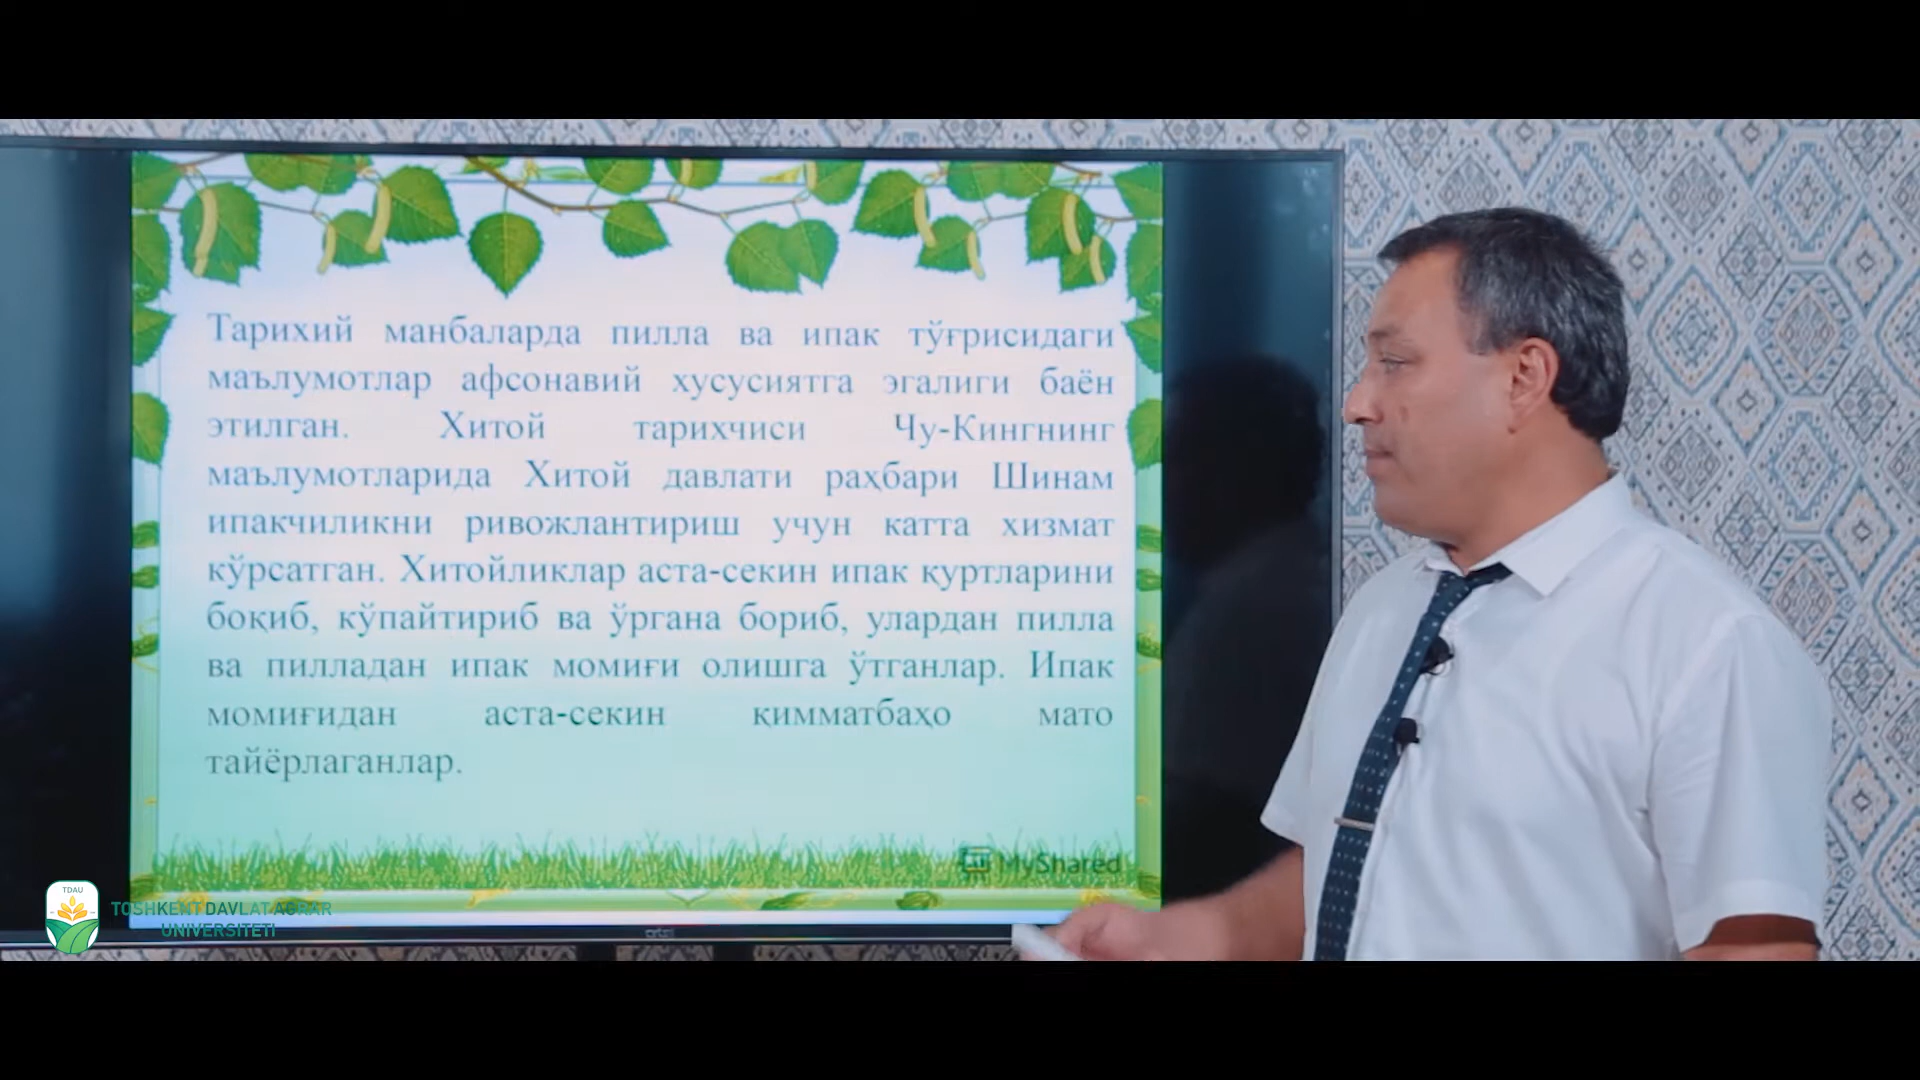 Тарихий манбаларда пилла ва ипак тўғрисидаги
маълумотлар афсонавий хусусиятга эгалиги баён
этилган. Хитой тарихчиси Чу-Кингнинг
маълумотларида Хитой давлати раҳбари Шинам
ипакчиликни ривожлантириш учун катта хизмат
кўрсатган. Хитойликлар аста-секин ипак қуртларини
боқиб, кўпайтириб ва ўргана бориб, улардан пилла
ва пилладан ипак момиғи олишга ўтганлар. Ипак
момиғидан аста-секин қимматбаҳо мато
тайёрлаганлар.
MyShared
TDAU
TOSHKENT DAVLAT AGRAR
UNIVERSITETI
artel